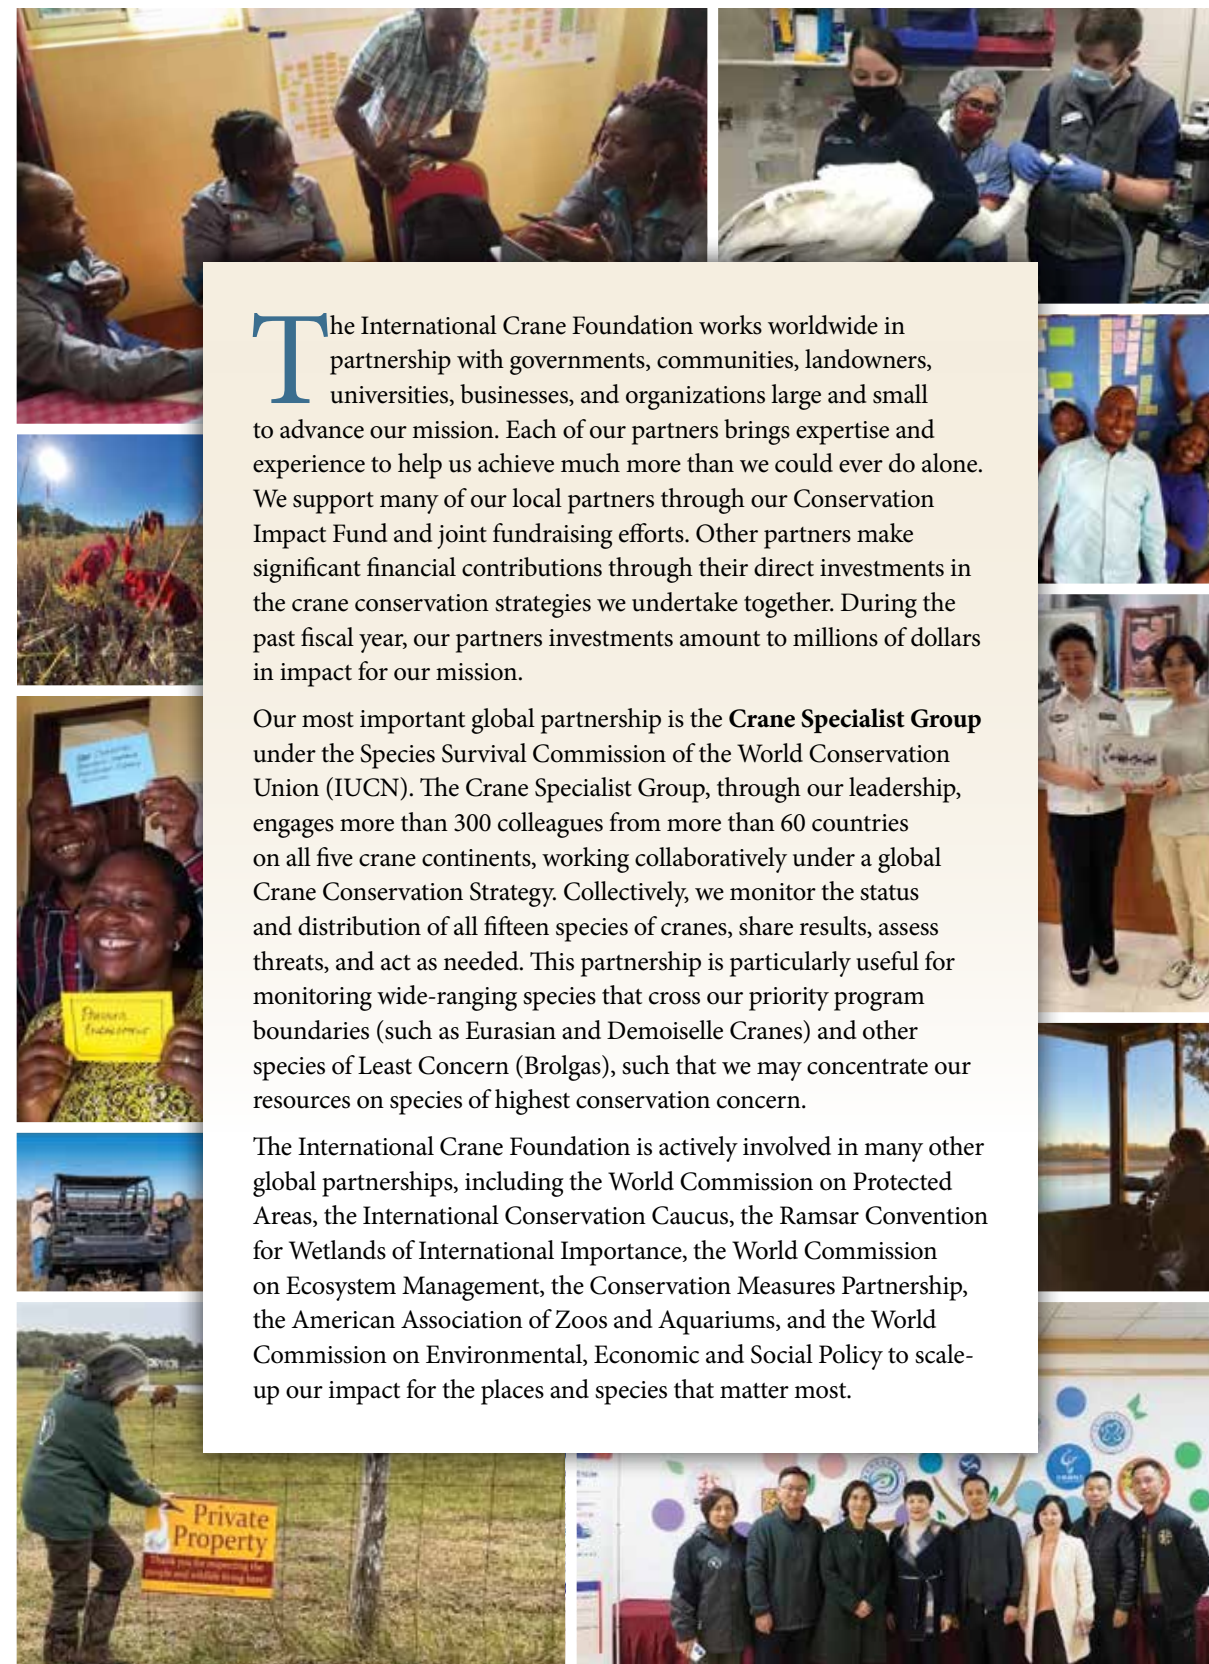 The International Crane Foundation works worldwide in
partnership with governments, communities, landowners,
universities, businesses, and organizations large and small
to advance our mission. Each of our partners brings expertise and
experience to help us achieve much more than we could ever do alone.
We support many of our local partners through our Conservation
Impact Fund and joint fundraising efforts. Other partners make
significant financial contributions through their direct investments in
the crane conservation strategies we undertake together. During the
past fiscal year, our partners investments amount to millions of dollars
in impact for our mission.
Our most important global partnership is the Crane Specialist Group
under the Species Survival Commission of the World Conservation
Union (IUCN). The Crane Specialist Group, through our leadership,
engages more than 300 colleagues from more than 60 countries
on all five crane continents, working collaboratively under a global
Crane Conservation Strategy. Collectively, we monitor the status
and distribution of all fifteen species of cranes, share results, assess
threats, and act as needed. This partnership is particularly useful for
monitoring wide-ranging species that cross our priority program
boundaries (such as Eurasian and Demoiselle Cranes) and other
species of Least Concern (Brolgas), such that we may concentrate our
resources on species of highest conservation concern.
The International Crane Foundation is actively involved in many other
global partnerships, including the World Commission on Protected
Areas, the International Conservation Caucus, the Ramsar Convention
for Wetlands of International Importance, the World Commission
on Ecosystem Management, the Conservation Measures Partnership,
the American Association of Zoos and Aquariums, and the World
Commission on Environmental, Economic and Social Policy to scale-
up our impact for the places and species that matter most.
Private
Property
Thank you for respecting the
people and wildlife living here!